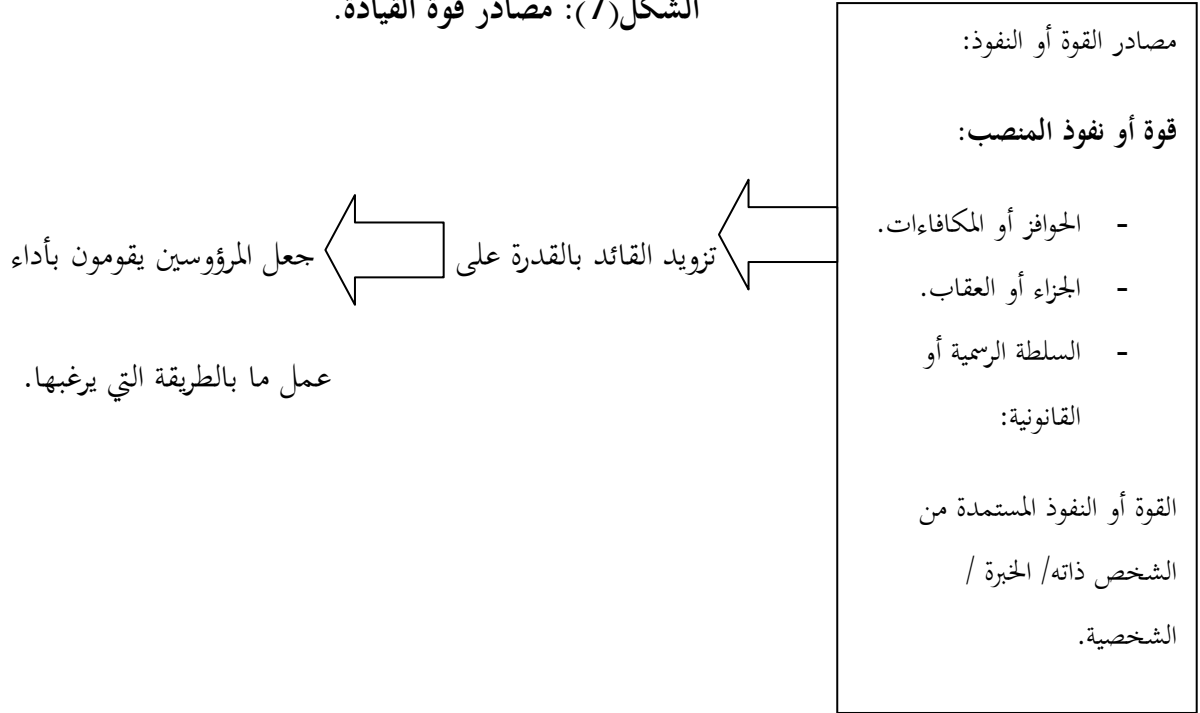 الشكل(7): مصادر قوة القيادة.
مصادر القوة أو النفوذ:
قوة أو نفوذ المنصب:
- الحوافز أو المكافاءات.
- الجزاء أو العقاب.
- السلطة الرسمية أو
القانونية:
القوة أو النفوذ المستمدة من
الشخص ذاته/ الخبرة /
الشخصية.
تزويد القائد بالقدرة على
جعل المرؤوسين يقومون بأداء
عمل ما بالطريقة التي يرغبها.